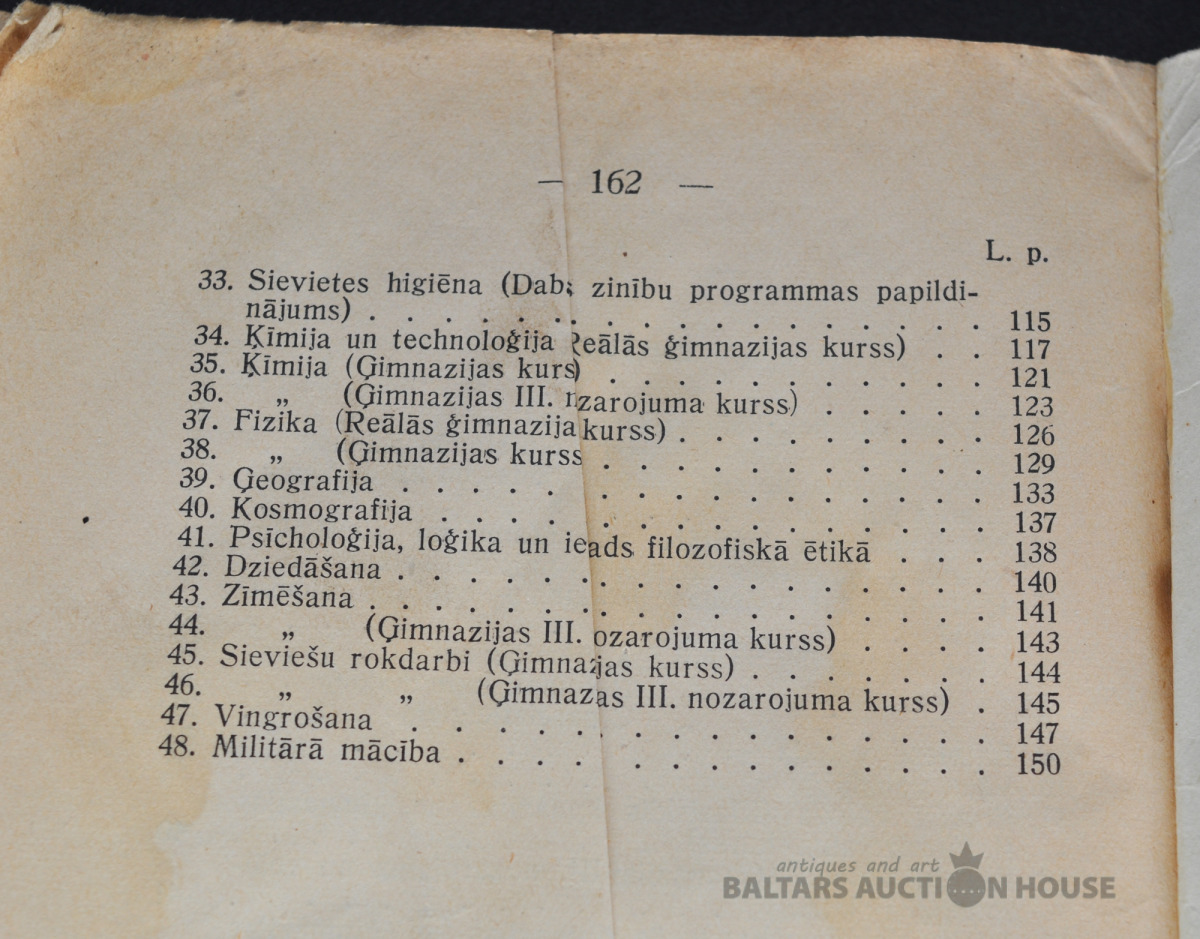 — 162 —
L. p.
33. Sievietes higiēna (Dabs zinību programmas papildi-
nājums) . . . . . . . . . . . . . . . . . 115
34. Ķīmija un technoloģija Reālās ģimnazijas kurss) . . 117
35. Ķīmija (Ģimnazijas kurs) . . . . . . . . . . . 121
36. „ (Ģimnazijas III. nzarojuma kurss) . . . . . 123
37. Fizika (Reālās ģimnazija kurss) . . . . . . . . . 126
38. „ (Ģimnazijas kurss . . . . . . . . . . . 129
39. Ģeografija . . . . . . . . . . . . . . . . 133
40. Kosmografija . . . . . . . . . . . . . . . 137
41. Psīcholoģija, loģika un ieads filozofiskā ētikā . . . 138
42. Dziedāšana . . . . . . . . . . . . . . . . 140
43. Zīmēšana . . . . . . . . . . . . . . . . . 141
44. „ (Ģimnazijas III. ozarojuma kurss) . . . . 143
45. Sieviešu rokdarbi (Ģimnazjas kurss) . . . . . . . 144
46. „ „ (Ģimnazas III. nozarojuma kurss) . 145
47. Vingrošana . . . . . . . . . . . . . . . . 147
48. Militārā mācība . . . . . . . . . . . . . . 150
antiques and art
BALTARS AUCTION HOUSE